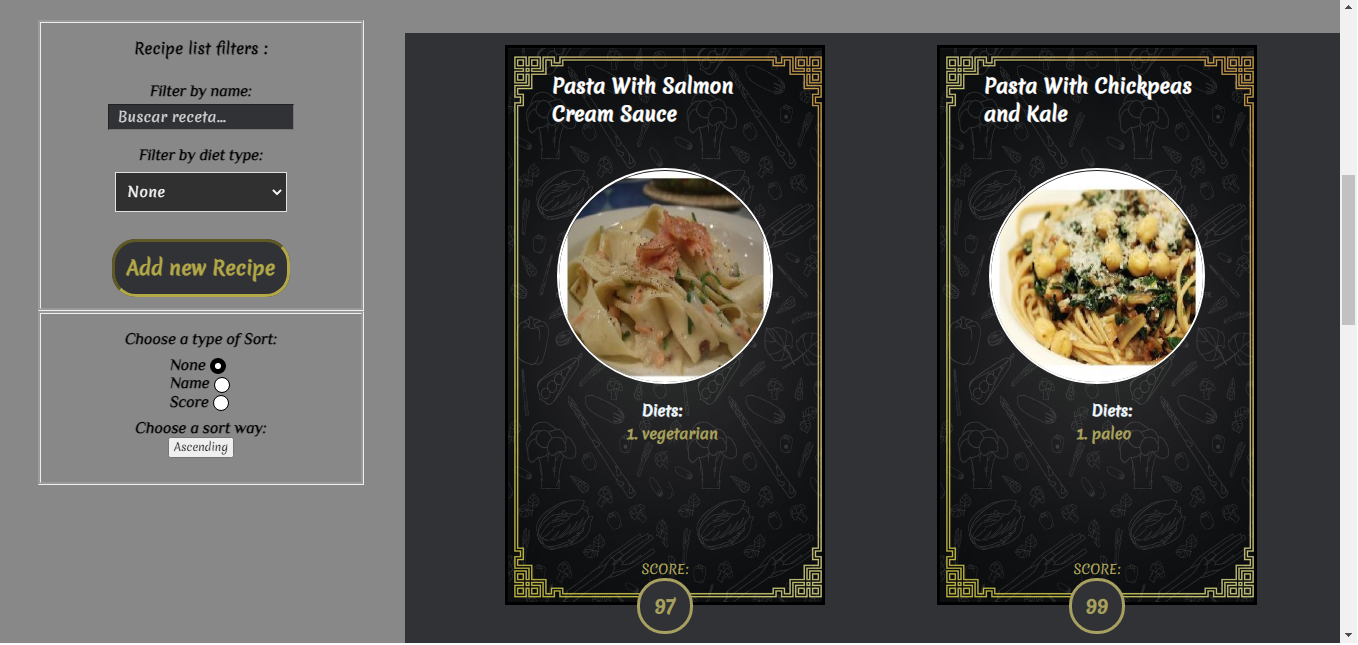 Recipe list filters :
Filter by name:
Buscar receta...
Filter by diet type:
None
Add new Recipe
Choose a type of Sort:
None
Name
Score
Choose a sort way:
Ascending
Pasta With Salmon
Cream Sauce
Diets:
1. vegetarian
SCORE:
97
Pasta With Chickpeas
and Kale
Diets:
1. paleo
SCORE:
99